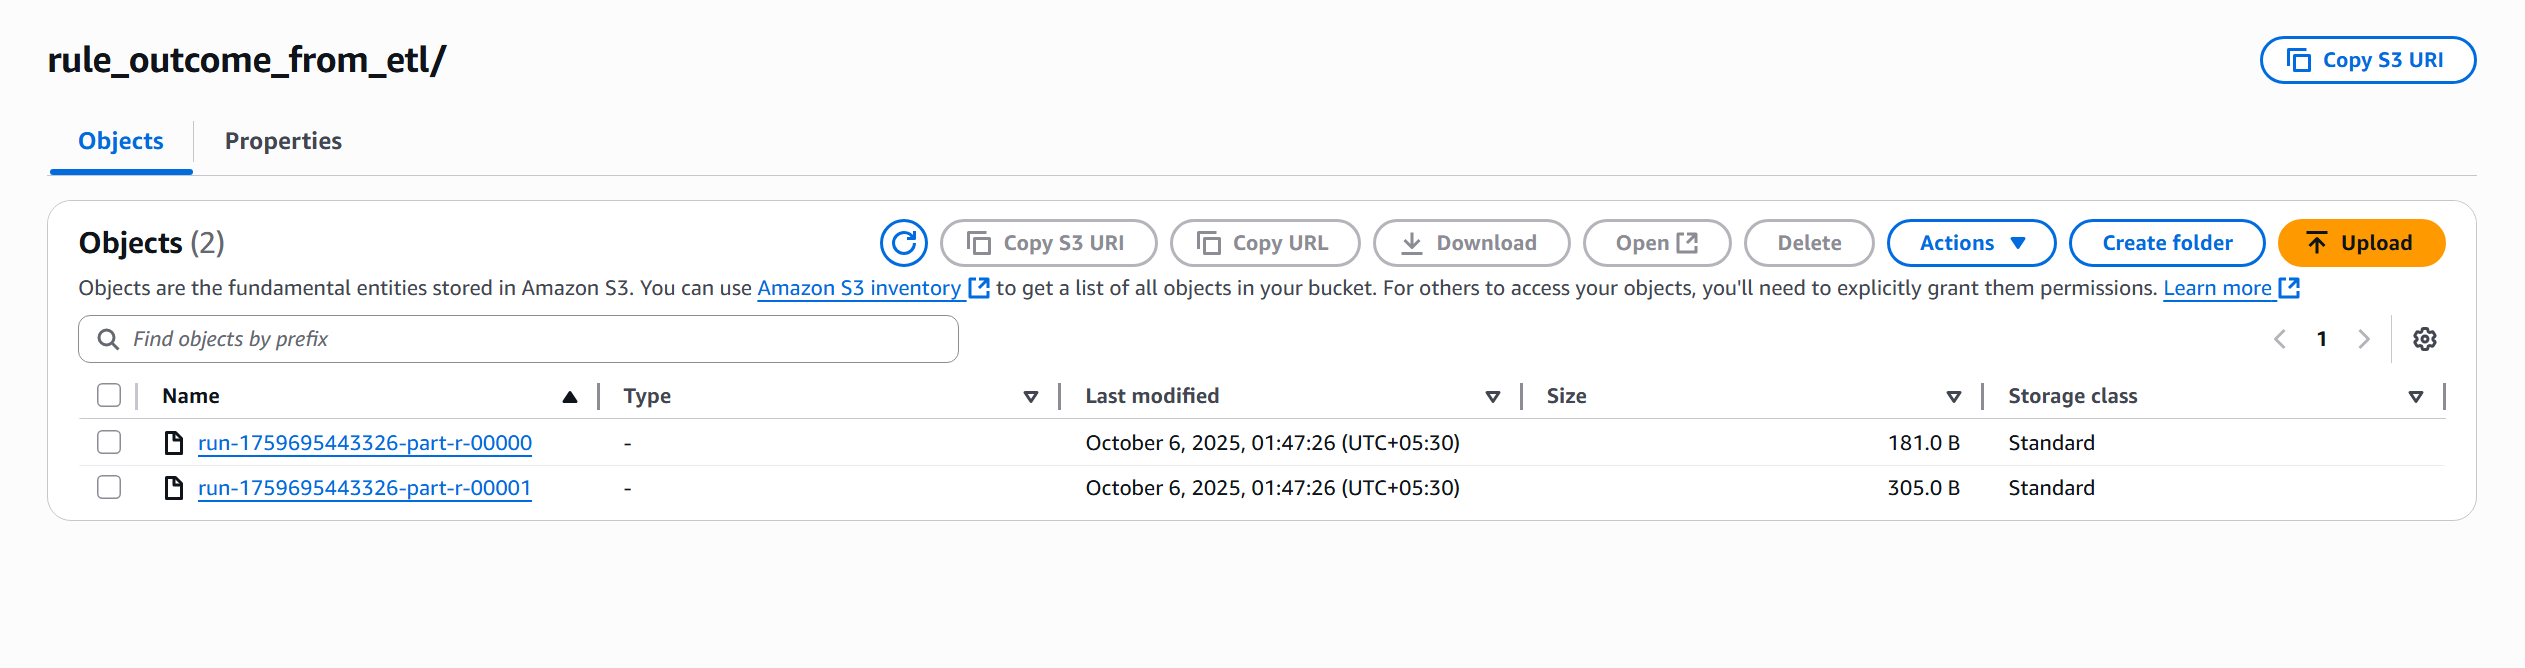 rule_outcome_from_etl/
Copy S3 URI
Objects Properties
Objects (2) Copy S3 URI Copy URL Download Open Delete Actions Create folder Upload
Objects are the fundamental entities stored in Amazon S3. You can use Amazon S3 inventory to get a list of all objects in your bucket. For others to access your objects, you'll need to explicitly grant them permissions. Learn more
Find objects by prefix 1
Name Type Last modified Size Storage class
run-1759695443326-part-r-00000 - October 6, 2025, 01:47:26 (UTC+05:30) 181.0 B Standard
run-1759695443326-part-r-00001 - October 6, 2025, 01:47:26 (UTC+05:30) 305.0 B Standard